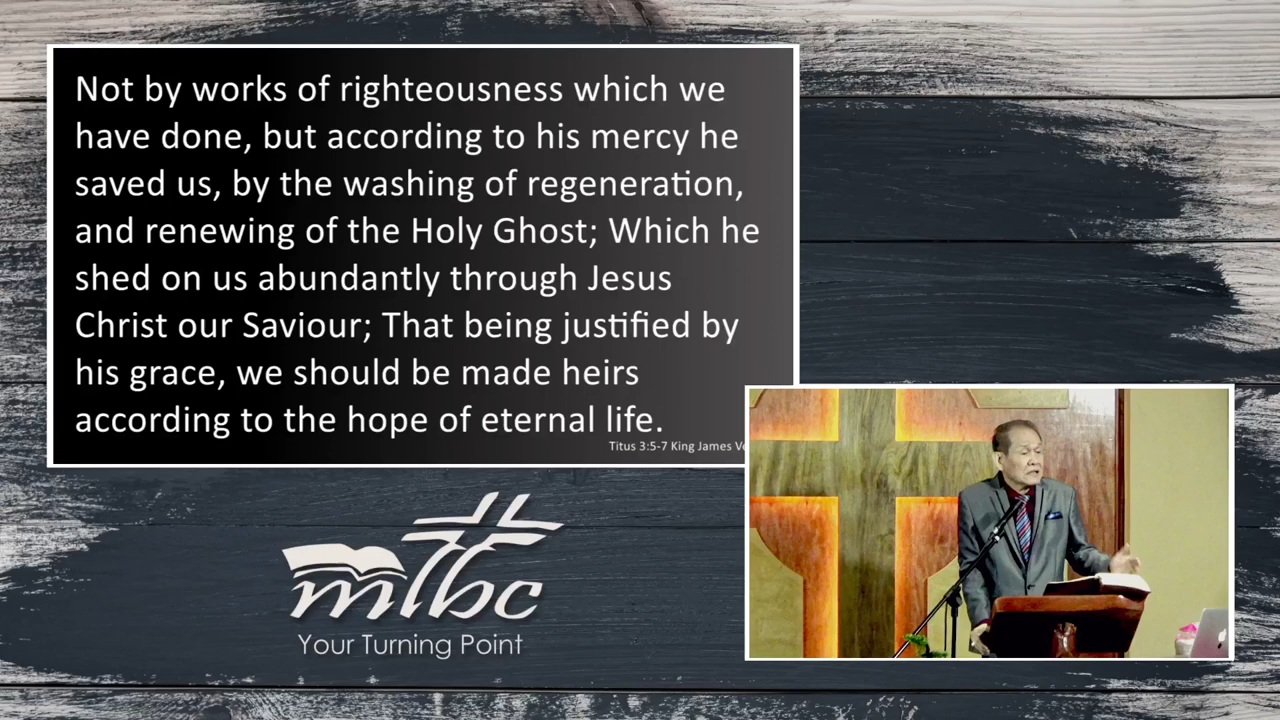 Not by works of righteousness which we
have done, but according to his mercy he
saved us, by the washing of regeneration,
and renewing of the Holy Ghost; Which he
shed on us abundantly through Jesus
Christ our Saviour; That being justified by
his grace, we should be made heirs
according to the hope of eternal life.
Titus 3:5-7 King James
mlbc
Your Turning Point